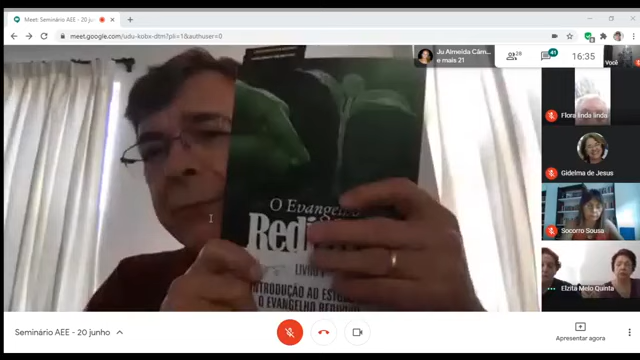 Meet: Seminário AEE - 20 junho
meet.google.com/udu-kobx-dtm?pli=1&authuser=0
Ju Almeida Câm...
e mais 21
28
41
16:35
Você
Flora linda linda
Gidelma de Jesus
Socorro Sousa
Elzita Melo Quinta
O Evangelho
LIVRO
INTRODUÇÃO AO ESTUDO
O EVANGELHO REDIVIVO
Seminário AEE - 20 junho
Apresentar agora